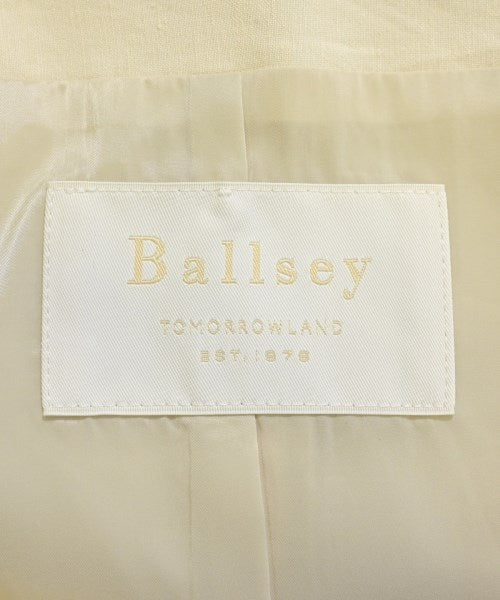 Ballsey
TOMORROWLAND
EST. 1978